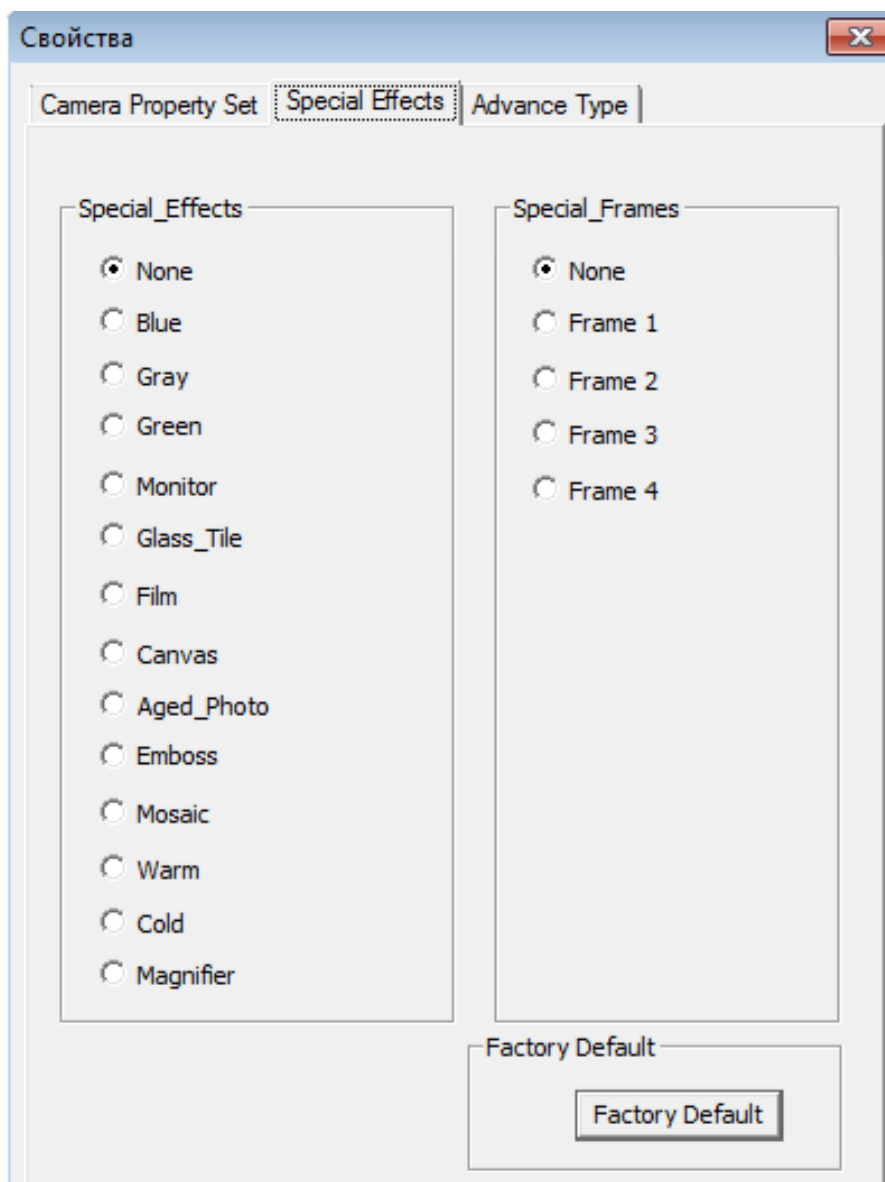 Свойства
Camera Property Set Special Effects Advance Type
Special_Effects
None
Blue
Gray
Green
Monitor
Glass_Tile
Film
Canvas
Aged_Photo
Emboss
Mosaic
Warm
Cold
Magnifier
Special_Frames
None
Frame 1
Frame 2
Frame 3
Frame 4
Factory Default
Factory Default